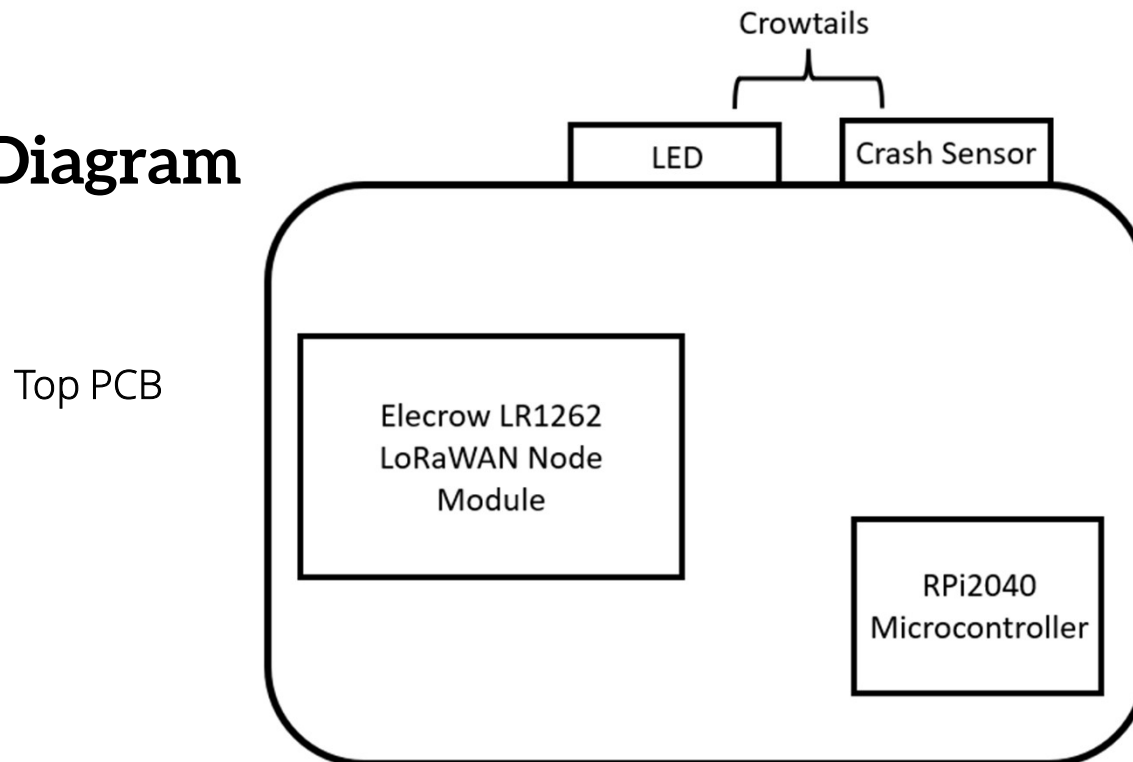 Crowtails
Diagram
LED
Crash Sensor
Top PCB
Elecrow LR1262
LoRaWAN Node
Module
RPi2040
Microcontroller